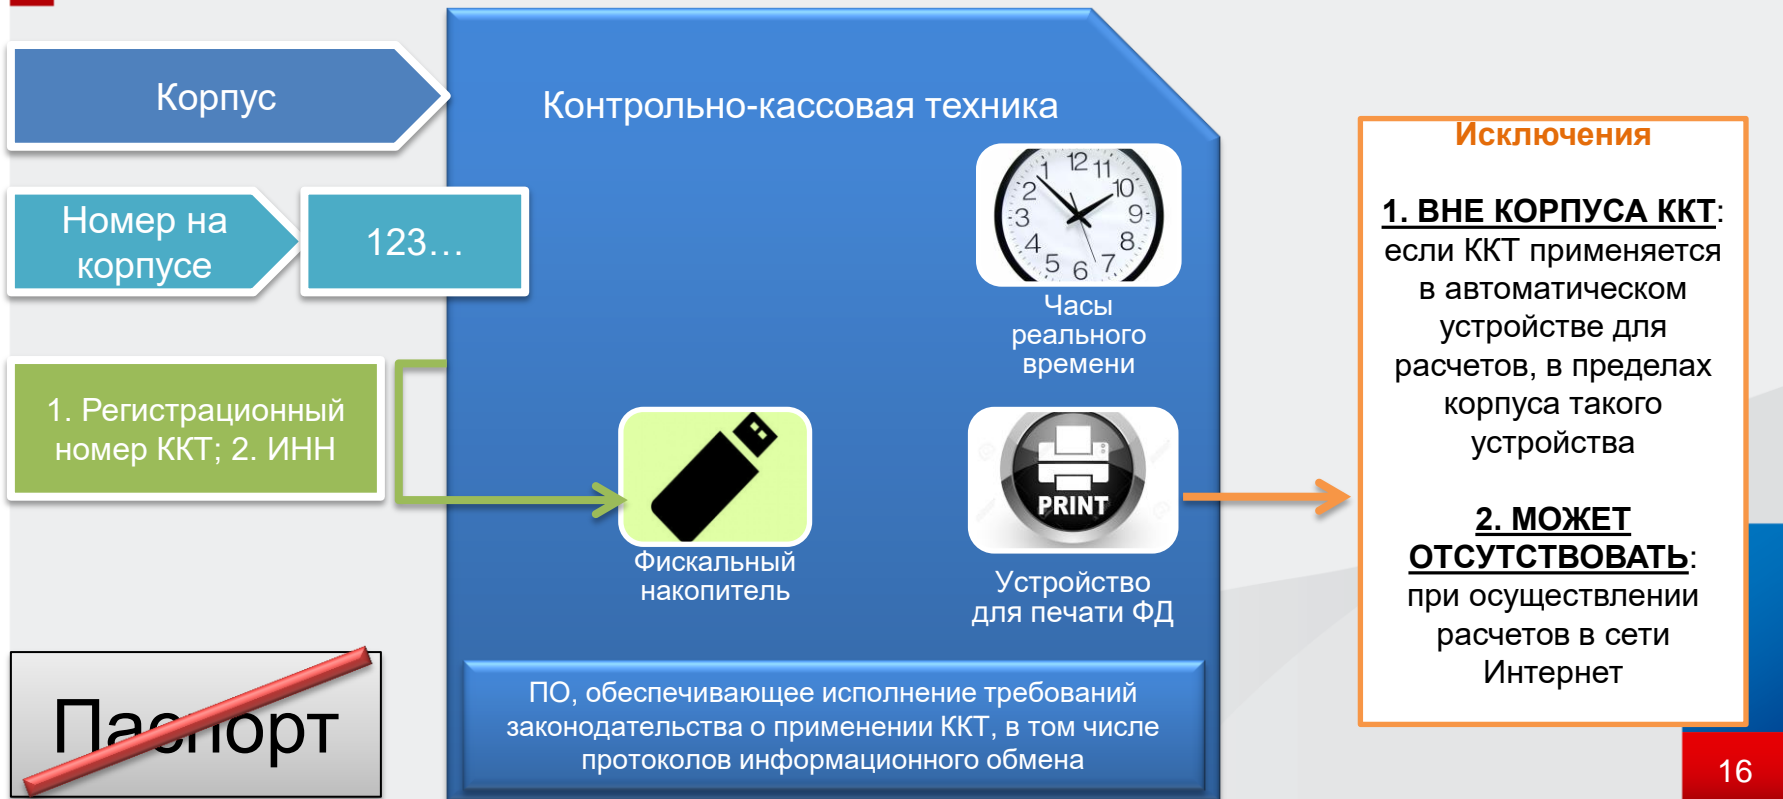 Корпус
Контрольно-кассовая техника
Номер на
корпусе
123…
12
11
10
9
8
7
6
5
4
3
2
1
Часы
реального
времени
1. Регистрационный
номер ККТ; 2. ИНН
Фискальный
накопитель
PRINT
Устройство
для печати ФД
Паспорт
ПО, обеспечивающее исполнение требований
законодательства о применении ККТ, в том числе
протоколов информационного обмена
Исключения
1. ВНЕ КОРПУСА ККТ:
если ККТ применяется
в автоматическом
устройстве для
расчетов, в пределах
корпуса такого
устройства
2. МОЖЕТ
ОТСУТСТВОВАТЬ:
при осуществлении
расчетов в сети
Интернет
16